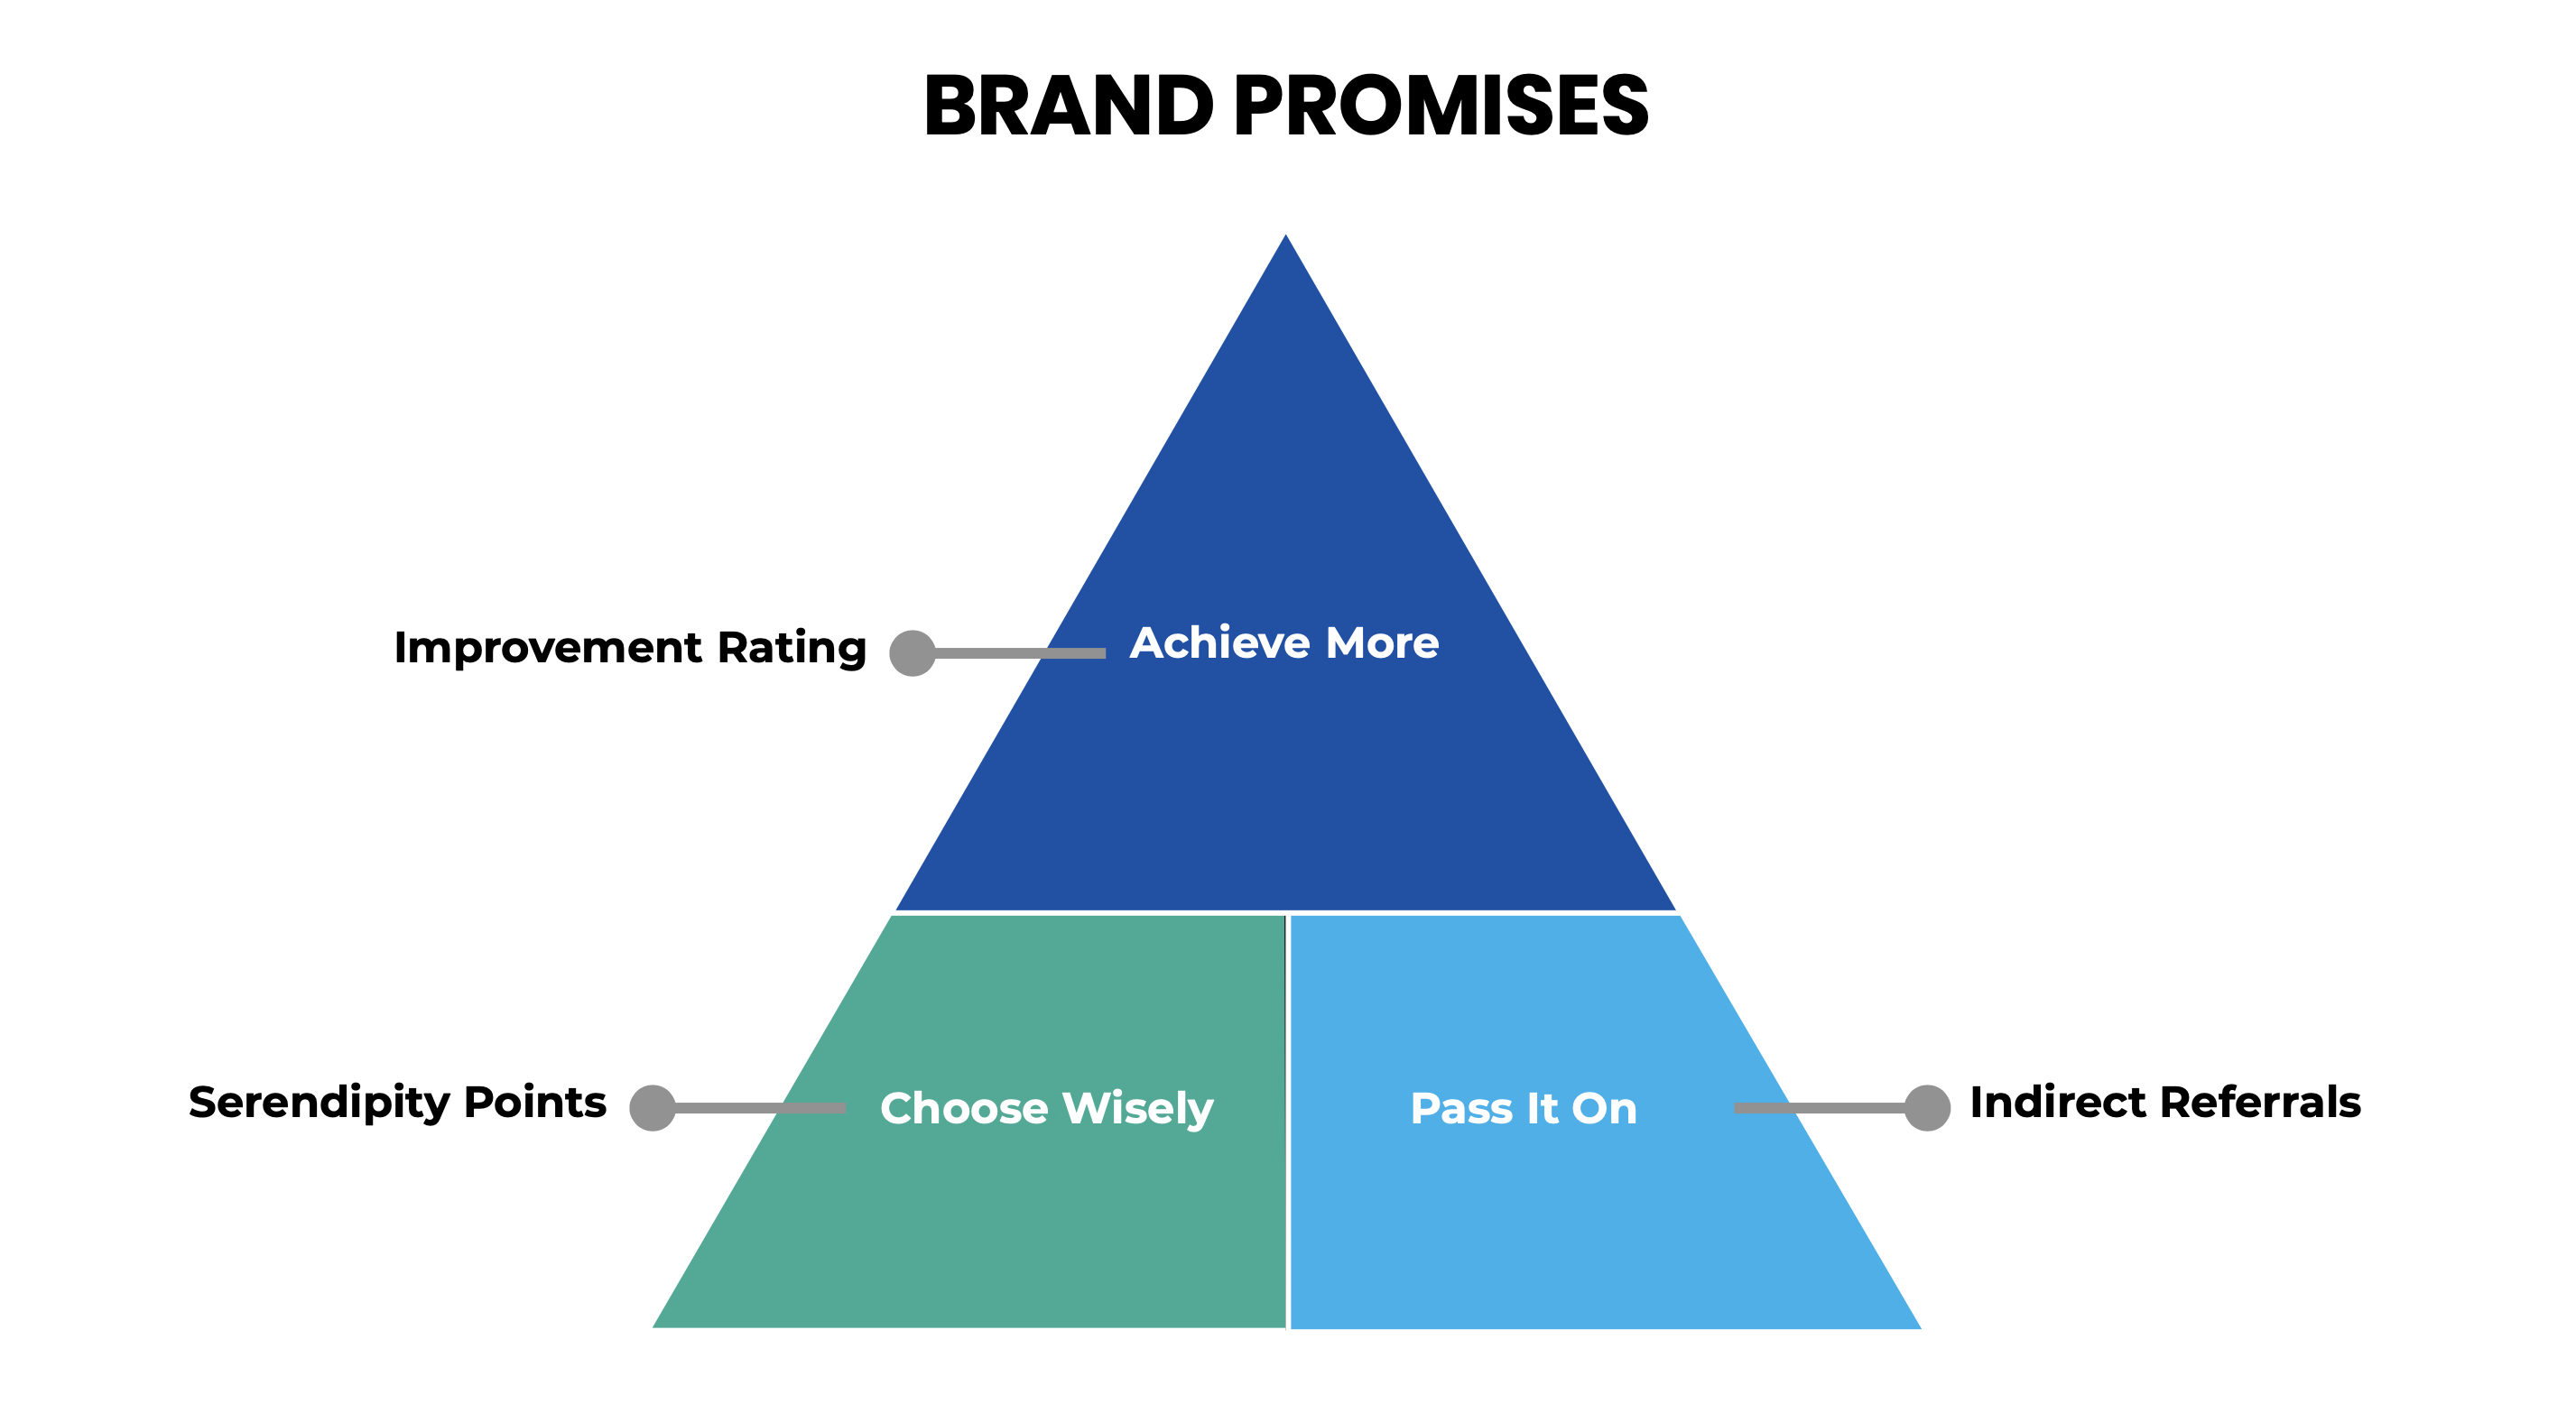 BRAND PROMISES
Improvement Rating
Achieve More
Serendipity Points
Choose Wisely
Pass It On
Indirect Referrals